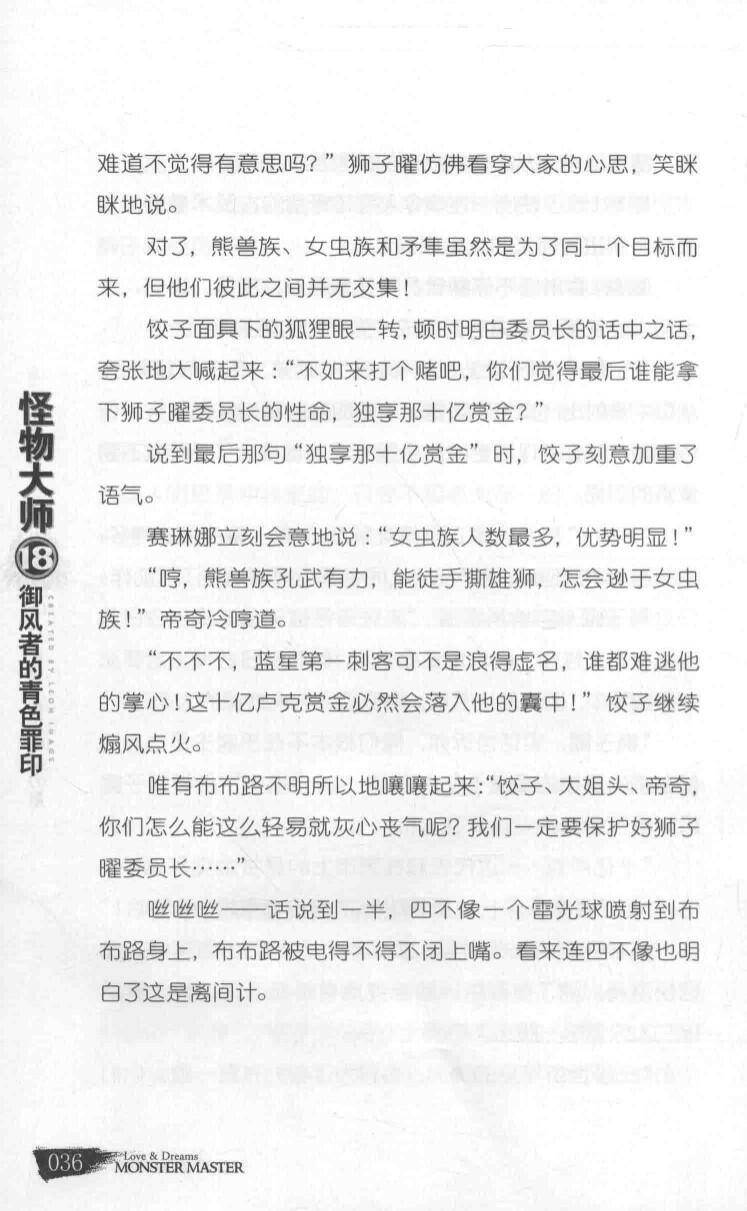 难道不觉得有意思吗？”狮子曜仿佛看穿大家的心思，笑眯
眯地说。
对了，熊兽族、女虫族和矛隼虽然是为了同一个目标而
来，但他们彼此之间并无交集！
饺子面具下的狐狸眼一转，顿时明白委员长的话中之话，
夸张地大喊起来：“不如来打个赌吧，你们觉得最后谁能拿
下狮子曜委员长的性命，独享那十亿赏金？”
说到最后那句“独享那十亿赏金”时，饺子刻意加重了
语气。
赛琳娜立刻会意地说：“女虫族人数最多，优势明显！”
“哼，熊兽族孔武有力，能徒手撕雄狮，怎会逊于女虫
族！”帝奇冷哼道。
“不不不，蓝星第一刺客可不是浪得虚名，谁都难逃他
的掌心！这十亿卢克赏金必然会落入他的囊中！”饺子继续
煽风点火。
唯有布布路不明所以地嚷嚷起来：“饺子、大姐头、帝奇，
你们怎么能这么轻易就灰心丧气呢？我们一定要保护好狮子
曜委员长……”
咝咝咝——话说到一半，四不像一个雷光球喷射到布
布路身上，布布路被电得不得不闭上嘴。看来连四不像也明
白了这是离间计。
怪物大师
18
御风者的青色罪印
CREATED BY LEON IMAGE
036
Love & Dreams
MONSTER MASTER